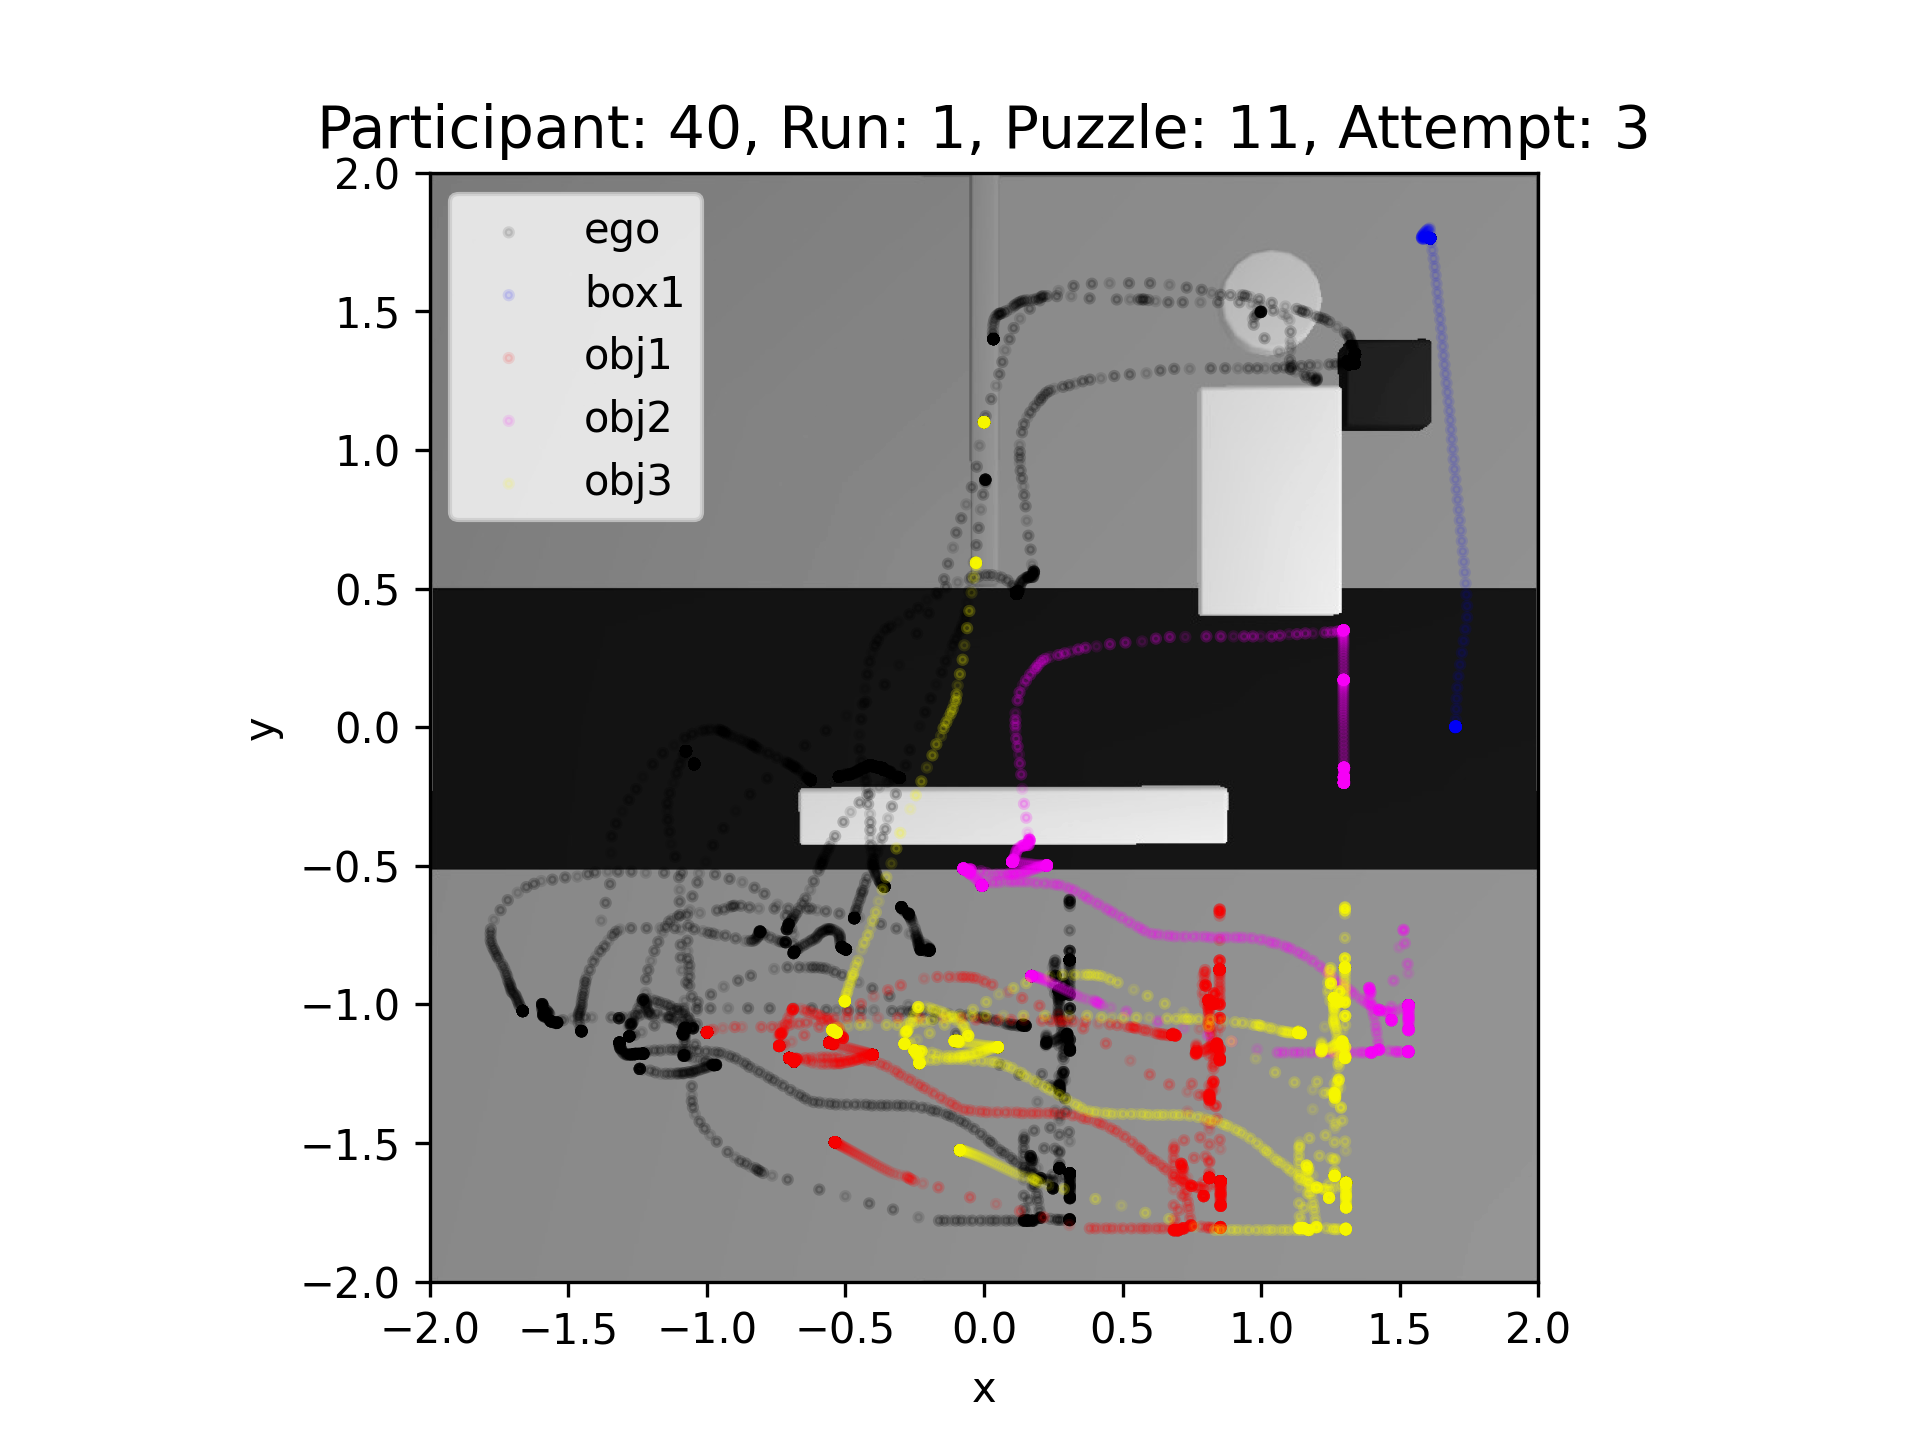 Participant: 40, Run: 1, Puzzle: 11, Attempt: 3
2.0
1.5
1.0
0.5
0.0
−0.5
−1.0
−1.5
−2.0
y
ego
box1
obj1
obj2
obj3
−2.0 −1.5 −1.0 −0.5 0.0 0.5 1.0 1.5 2.0
x